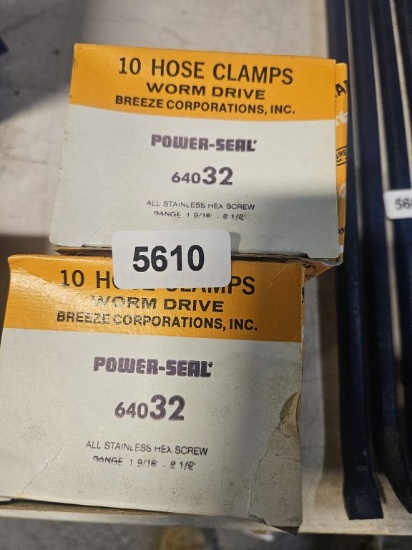 10 HOSE CLAMPS
WORM DRIVE
BREEZE CORPORATIONS, INC.
POWER-SEAL
64032
ALL STAINLESS HEX SCREW
RANGE 1 9/16" - 2 1/2"
5610
10 HOSE CLAMPS
WORM DRIVE
BREEZE CORPORATIONS, INC.
POWER-SEAL
64032
ALL STAINLESS HEX SCREW
RANGE 1 9/16" - 2 1/2"